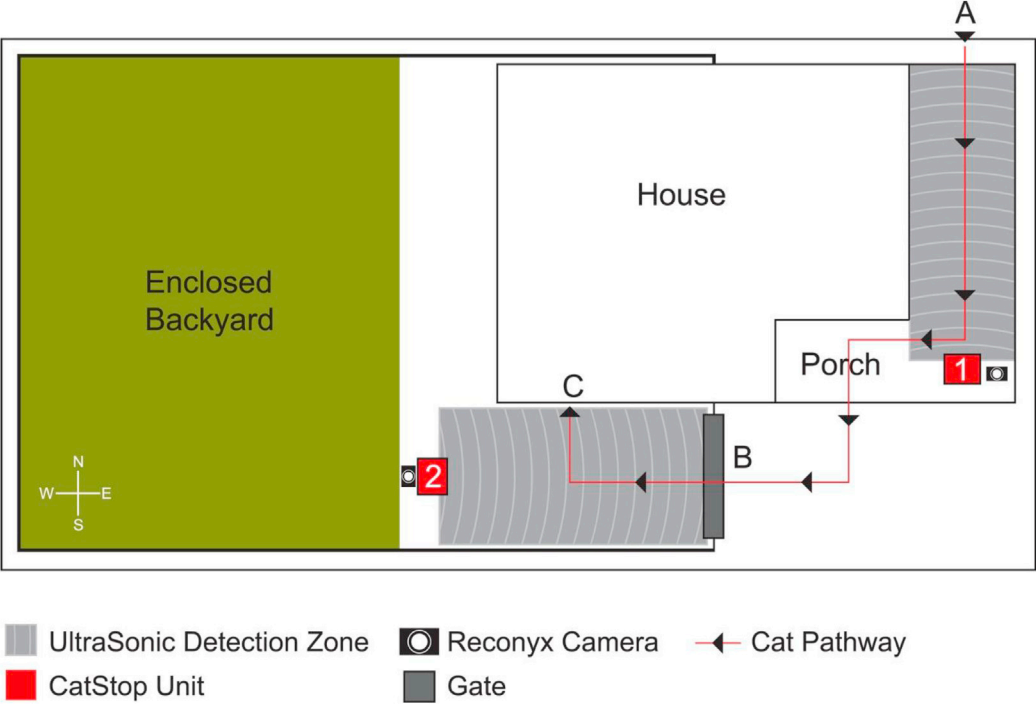 A
House
Enclosed
Backyard
Porch
1
C
B
2
N
W E
S
UltraSonic Detection Zone
Reconyx Camera
Cat Pathway
CatStop Unit
Gate